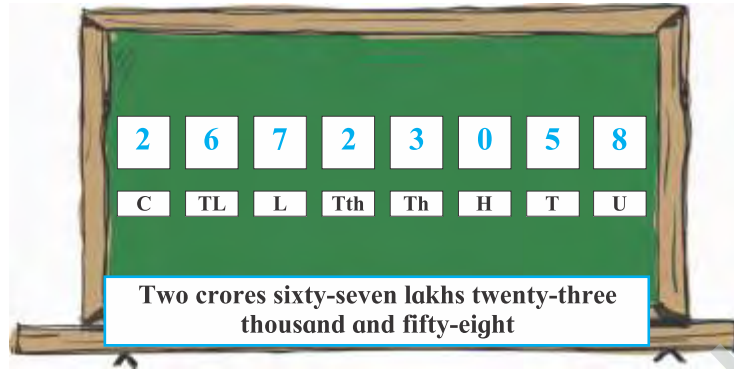 2 6 7 2 3 0 5 8
C TL L Tth Th H T U
Two crores sixty-seven lakhs twenty-three
thousand and fifty-eight